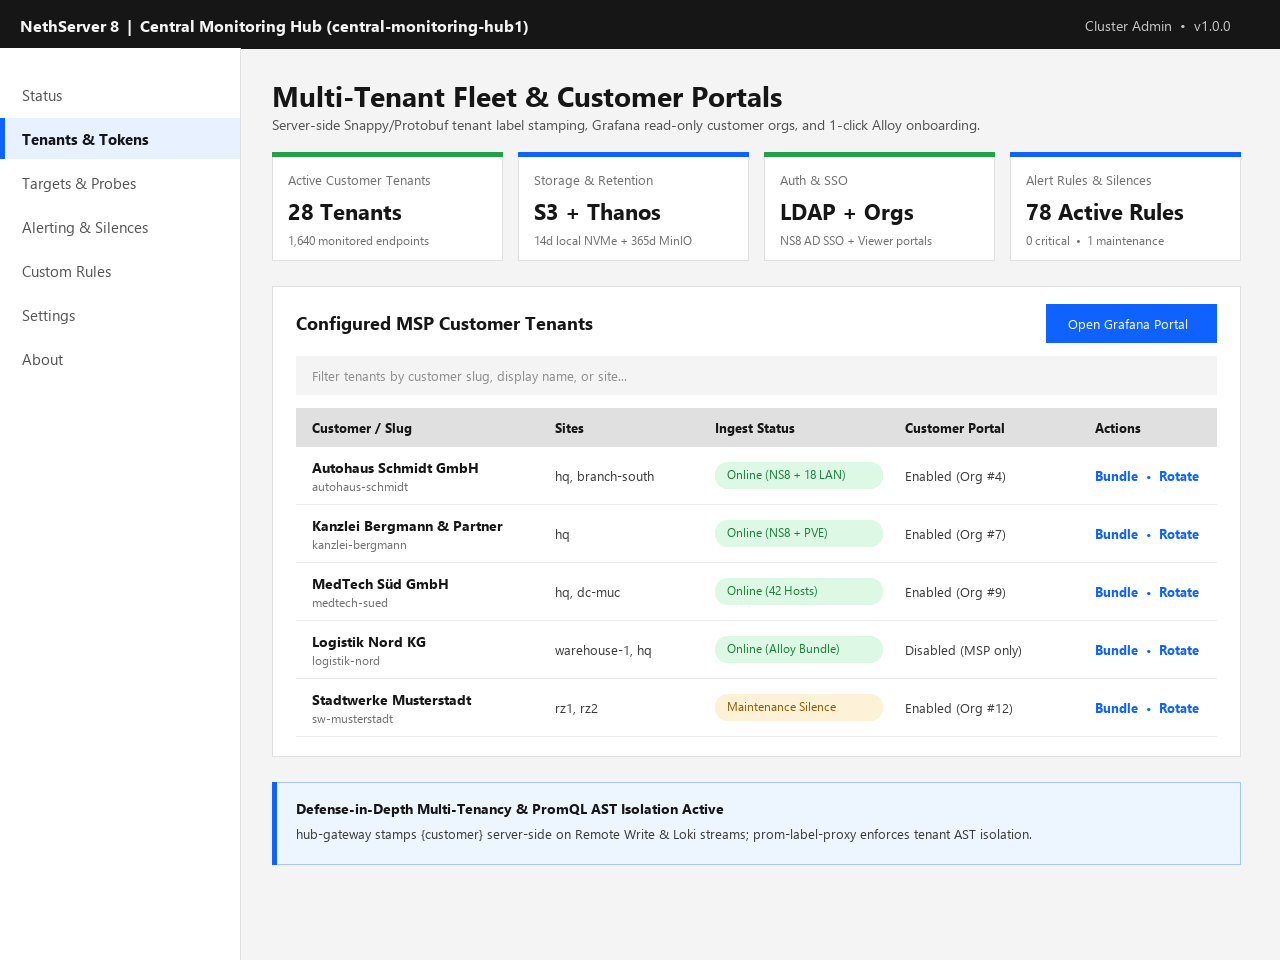 NethServer 8 | Central Monitoring Hub (central-monitoring-hub1)
Cluster Admin • v1.0.0
Status
Tenants & Tokens
Targets & Probes
Alerting & Silences
Custom Rules
Settings
About
Multi-Tenant Fleet & Customer Portals
Server-side Snappy/Protobuf tenant label stamping, Grafana read-only customer orgs, and 1-click Alloy onboarding.
Active Customer Tenants
28 Tenants
1,640 monitored endpoints
Storage & Retention
S3 + Thanos
14d local NVMe + 365d MinIO
Auth & SSO
LDAP + Orgs
NS8 AD SSO + Viewer portals
Alert Rules & Silences
78 Active Rules
0 critical • 1 maintenance
Configured MSP Customer Tenants
Open Grafana Portal
Filter tenants by customer slug, display name, or site...
Customer / Slug Sites Ingest Status Customer Portal Actions
Autohaus Schmidt GmbH
autohaus-schmidt
hq, branch-south
Online (NS8 + 18 LAN)
Enabled (Org #4)
Bundle • Rotate
Kanzlei Bergmann & Partner
kanzlei-bergmann
hq
Online (NS8 + PVE)
Enabled (Org #7)
Bundle • Rotate
MedTech Süd GmbH
medtech-sued
hq, dc-muc
Online (42 Hosts)
Enabled (Org #9)
Bundle • Rotate
Logistik Nord KG
logistik-nord
warehouse-1, hq
Online (Alloy Bundle)
Disabled (MSP only)
Bundle • Rotate
Stadtwerke Musterstadt
sw-musterstadt
rz1, rz2
Maintenance Silence
Enabled (Org #12)
Bundle • Rotate
Defense-in-Depth Multi-Tenancy & PromQL AST Isolation Active
hub-gateway stamps {customer} server-side on Remote Write & Loki streams; prom-label-proxy enforces tenant AST isolation.